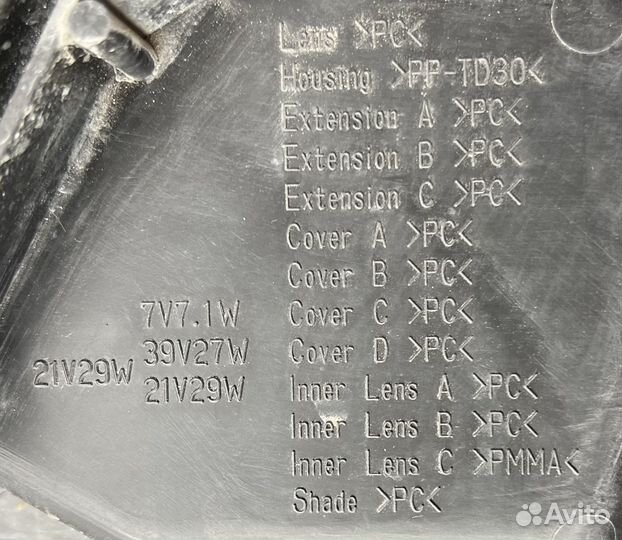 Lens >PC<
Housing >PP-TD30<
Extension A >PC<
Extension B >PC<
Extension C >PC<
Cover A >PC<
Cover B >PC<
Cover C >PC<
Cover D >PC<
Inner Lens A >PC<
Inner Lens B >PC<
Inner Lens C >PMMA<
Shade >PC<
7V7.1W
39V27W
21V29W
21V29W
Avito